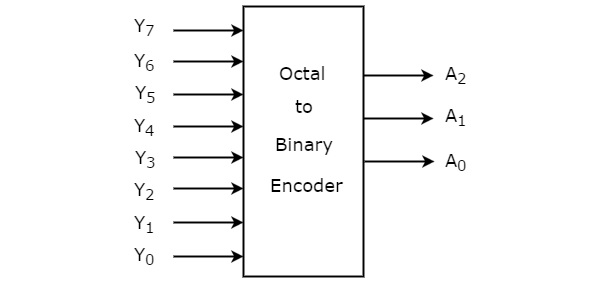 Y7
Y6
Y5
Y4
Y3
Y2
Y1
Y0
Octal
to
Binary
Encoder
A2
A1
A0